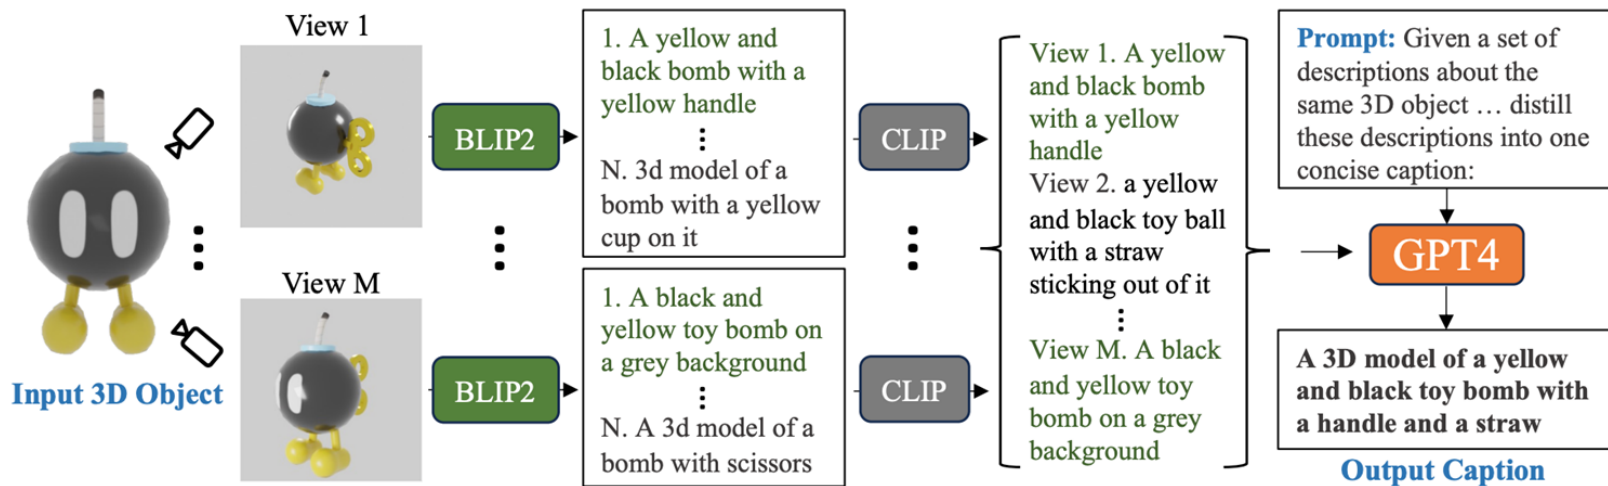 View 1
Input 3D Object
View M
BLIP2
BLIP2
1. A yellow and
black bomb with a
yellow handle
N. 3d model of a
bomb with a yellow
cup on it
1. A black and
yellow toy bomb on
a grey background
N. A 3d model of a
bomb with scissors
CLIP
CLIP
View 1. A yellow
and black bomb
with a yellow
handle
View 2. a yellow
and black toy ball
with a straw
sticking out of it
View M. A black
and yellow toy
bomb on a grey
background
Prompt: Given a set of
descriptions about the
same 3D object … distill
these descriptions into one
concise caption:
GPT4
A 3D model of a yellow
and black toy bomb with
a handle and a straw
Output Caption